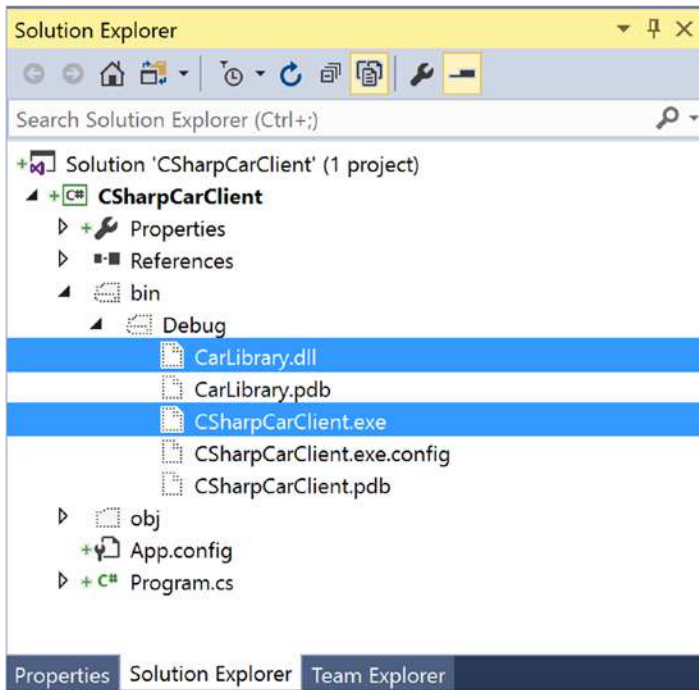 Solution Explorer
Search Solution Explorer (Ctrl+;)
Solution 'CSharpCarClient' (1 project)
C# CSharpCarClient
Properties
References
bin
Debug
CarLibrary.dll
CarLibrary.pdb
CSharpCarClient.exe
CSharpCarClient.exe.config
CSharpCarClient.pdb
obj
App.config
C# Program.cs
Properties Solution Explorer Team Explorer